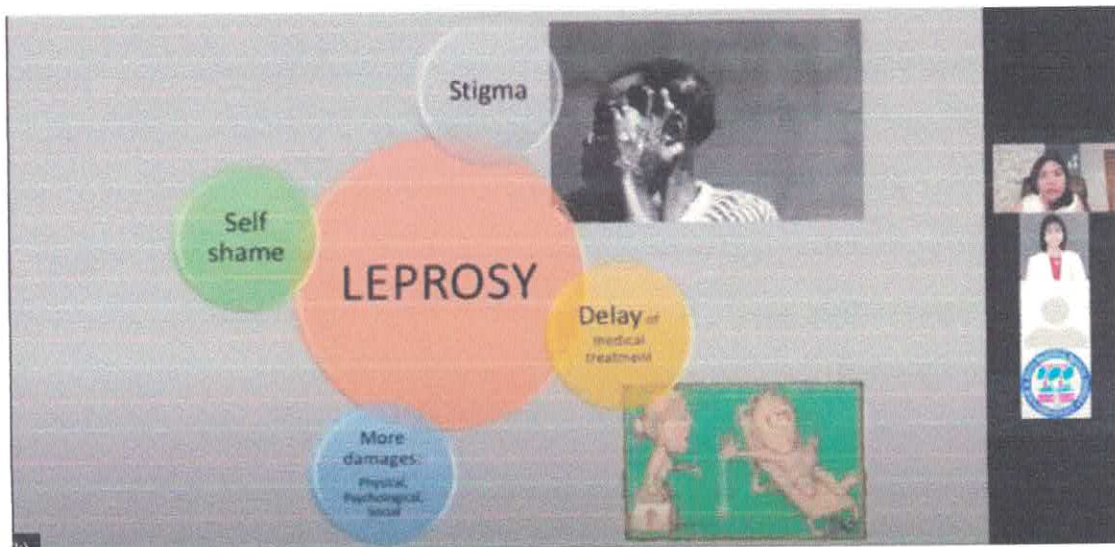 Stigma
Self
shame
LEPROSY
Delay of
medical
treatment
More
damages:
Physical,
Psychological,
Social